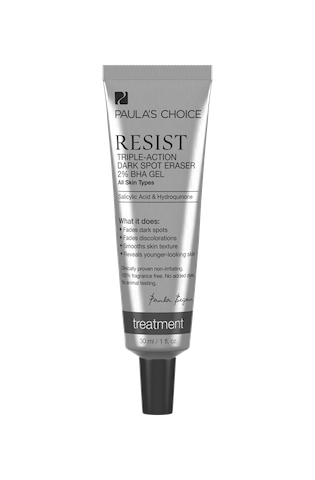 PAULA'S CHOICE
RESIST
TRIPLE-ACTION
DARK SPOT ERASER
2% BHA GEL
All Skin Types
Salicylic Acid & Hydroquinone
What it does:
• Fades dark spots
• Fades discolorations
• Smooths skin texture
• Reveals younger-looking skin
Clinically proven non-irritating.
100% fragrance free. No added dyes.
No animal testing.
Paula Begoun
treatment
30 ml / 1 fl. oz